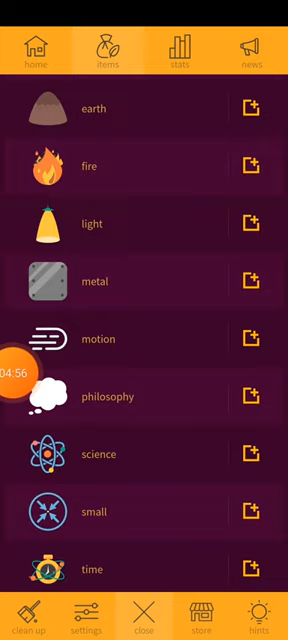 home items stats news
earth
fire
light
metal
motion
04:56
philosophy
science
small
time
clean up settings close store hints